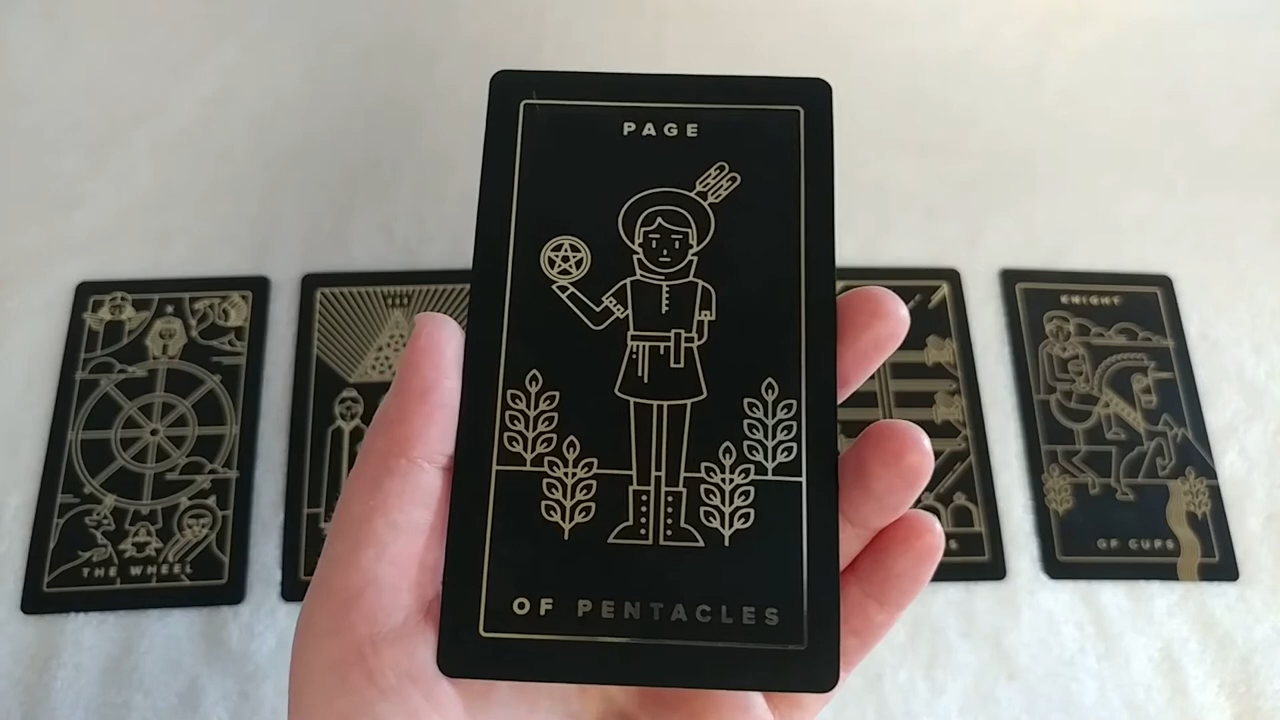 PAGE
OF PENTACLES
THE WHEEL
KNIGHT
OF CUPS